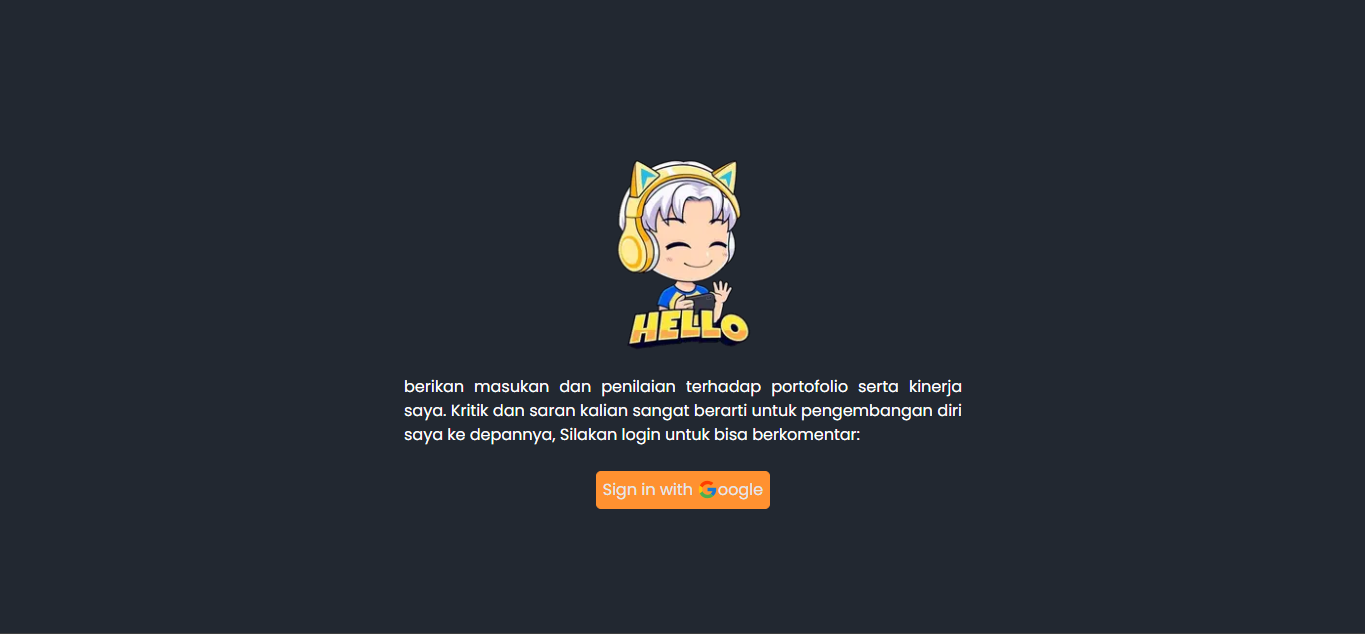 HELLO
berikan masukan dan penilaian terhadap portofolio serta kinerja
saya. Kritik dan saran kalian sangat berarti untuk pengembangan diri
saya ke depannya, Silakan login untuk bisa berkomentar:
Sign in with Google